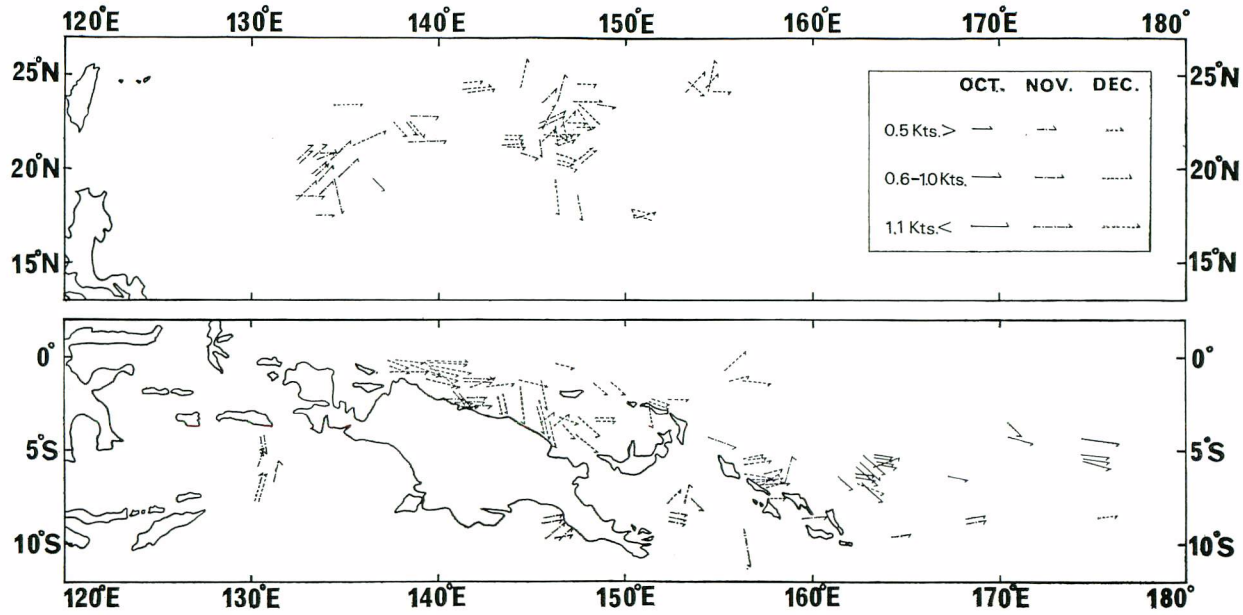 120°E 130°E 140°E 150°E 160°E 170°E 180°
25°N 25°N
OCT. NOV. DEC.
0.5 Kts.>
20°N 20°N
0.6-1.0 Kts.
1.1 Kts.<
15°N 15°N
0° 0°
5°S 5°S
10°S 10°S
120°E 130°E 140°E 150°E 160°E 170°E 180°